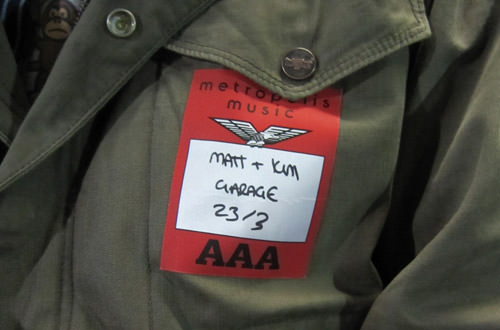 metropolis
music
MATT + KIM
GARAGE
23/3
AAA